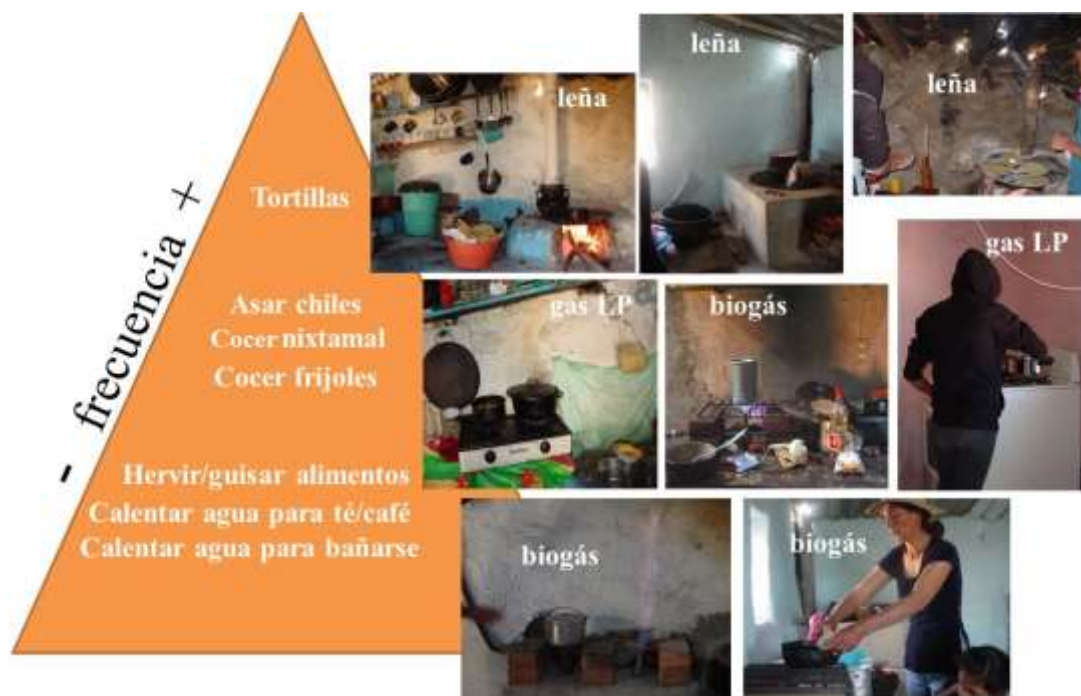 leña
leña
leña
- frecuencia +
Tortillas
gas LP
Asar chiles
Cocer nixtamal
Cocer frijoles
gas LP
biogás
Hervir/guisar alimentos
Calentar agua para té/café
Calentar agua para bañarse
biogás
biogás